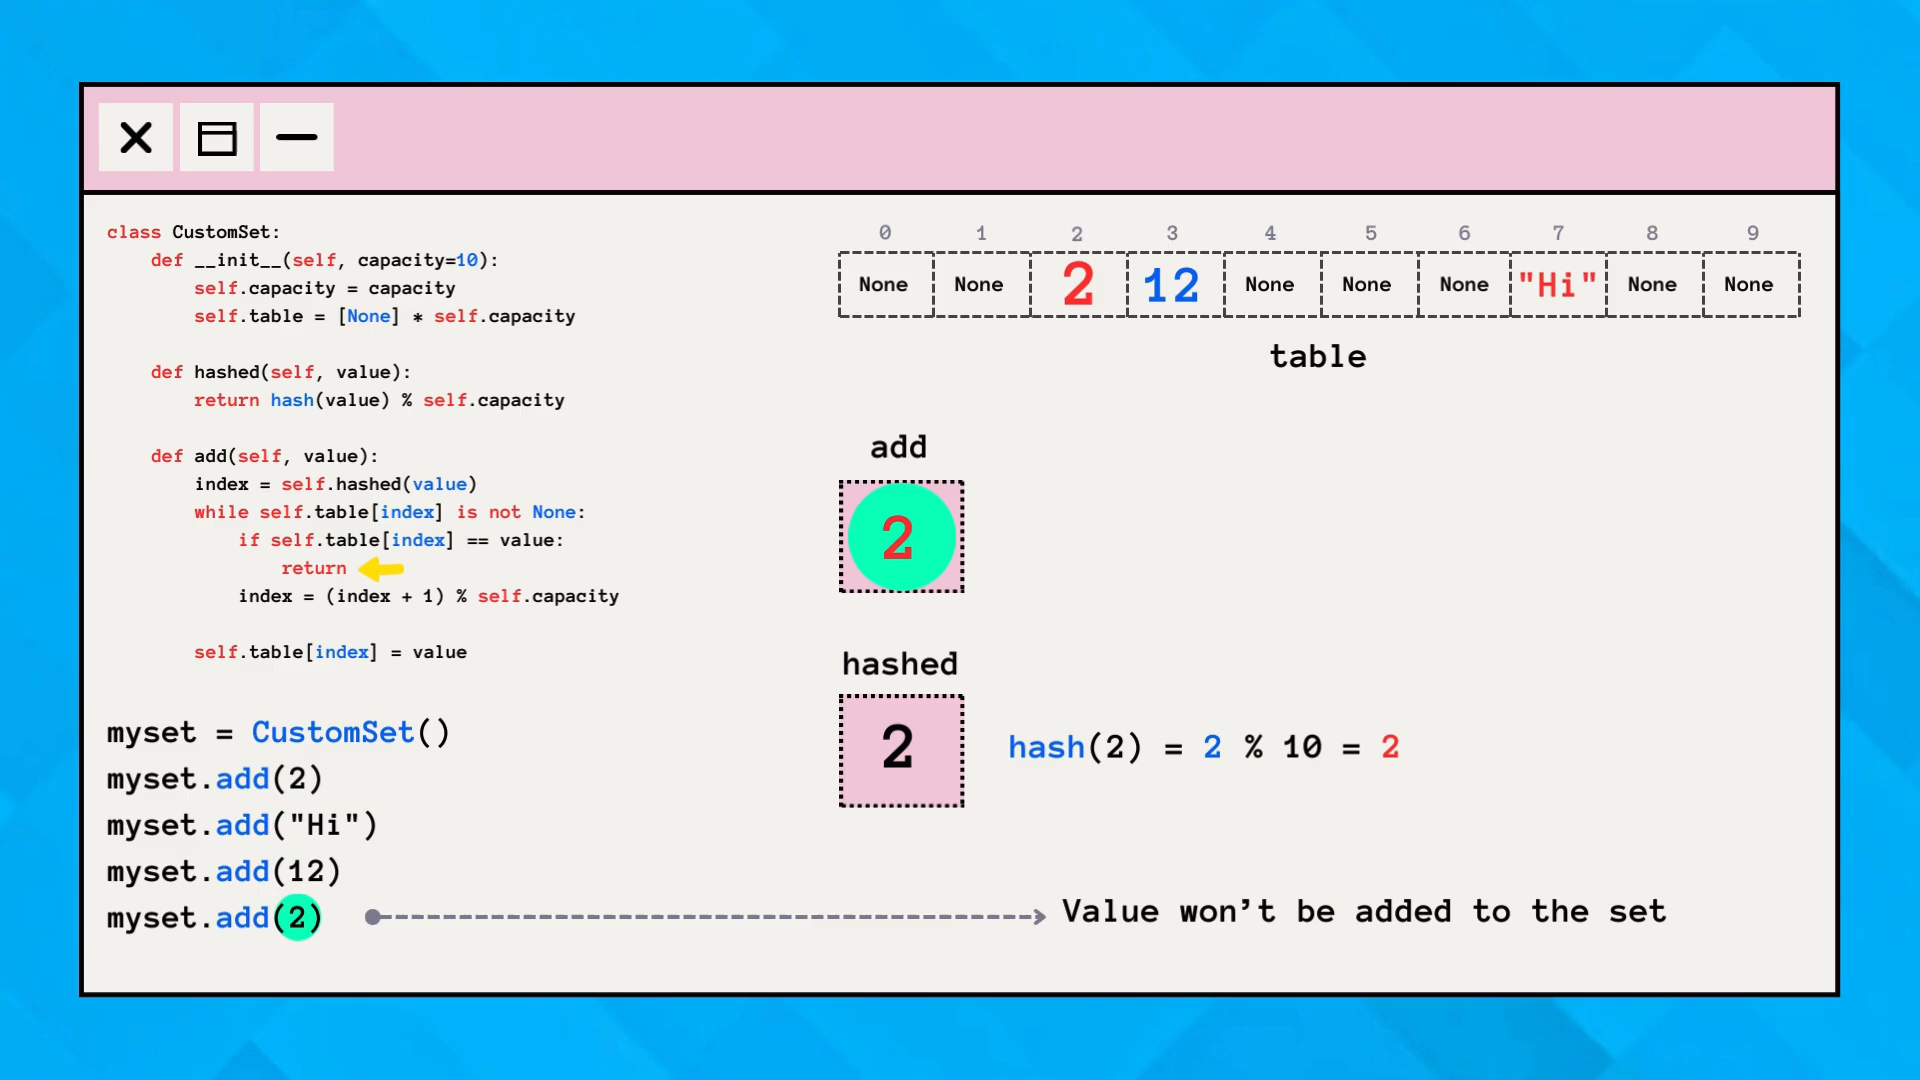 class CustomSet:
    def __init__(self, capacity=10):
        self.capacity = capacity
        self.table = [None] * self.capacity

    def hashed(self, value):
        return hash(value) % self.capacity

    def add(self, value):
        index = self.hashed(value)
        while self.table[index] is not None:
            if self.table[index] == value:
                return
            index = (index + 1) % self.capacity

        self.table[index] = value

myset = CustomSet()
myset.add(2)
myset.add("Hi")
myset.add(12)
myset.add(2)
0 1 2 3 4 5 6 7 8 9
None None 2 12 None None None "Hi" None None
table
add
2
hashed
2
hash(2) = 2 % 10 = 2
Value won't be added to the set